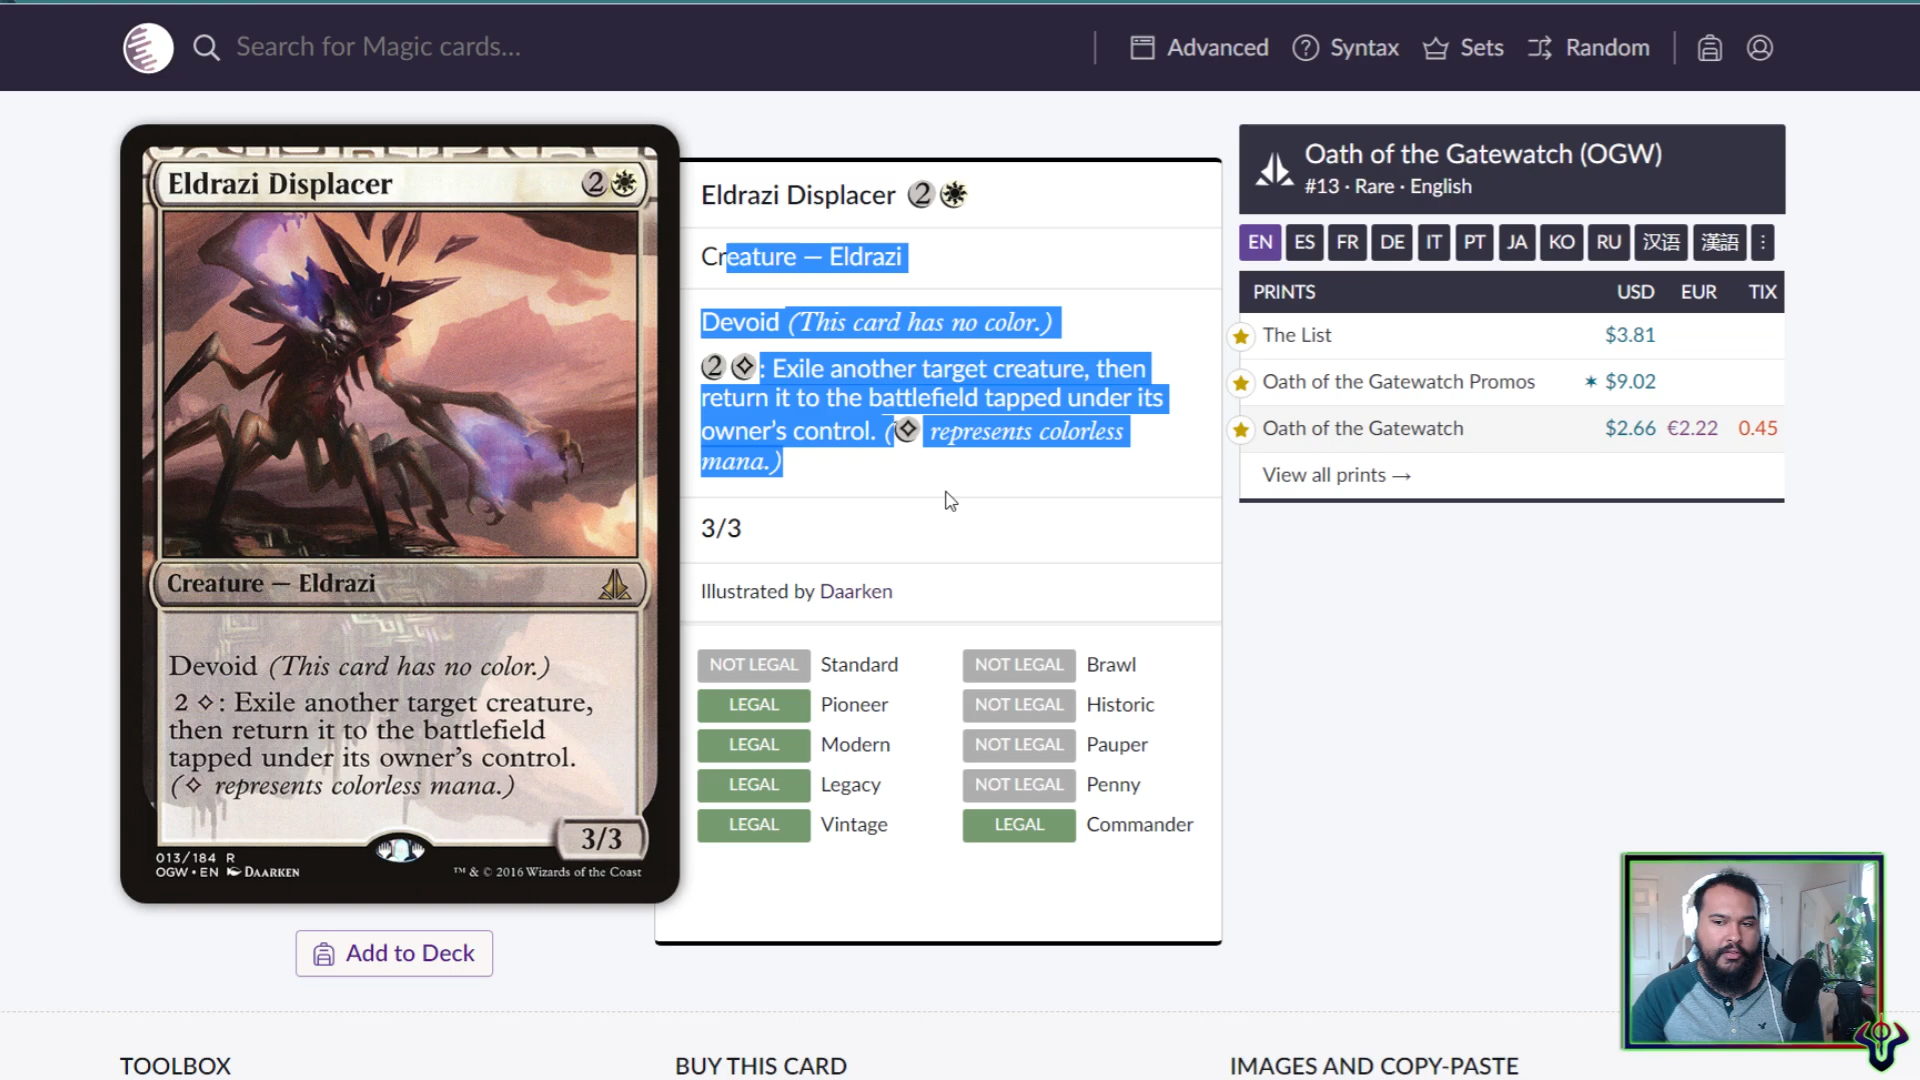 Search for Magic cards...
Advanced
Syntax
Sets
Random
Eldrazi Displacer 2
Creature — Eldrazi
Devoid (This card has no color.)
2 : Exile another target creature,
then return it to the battlefield
tapped under its owner's control.
( represents colorless mana.)
3/3
013/184 R
OGW • EN DAARKEN
™ & © 2016 Wizards of the Coast
Add to Deck
Eldrazi Displacer 2
Creature — Eldrazi
Devoid (This card has no color.)
2 : Exile another target creature, then
return it to the battlefield tapped under its
owner's control. ( represents colorless
mana.)
3/3
Illustrated by Daarken
NOT LEGAL Standard NOT LEGAL Brawl
LEGAL Pioneer NOT LEGAL Historic
LEGAL Modern NOT LEGAL Pauper
LEGAL Legacy NOT LEGAL Penny
LEGAL Vintage LEGAL Commander
Oath of the Gatewatch (OGW)
#13 · Rare · English
EN ES FR DE IT PT JA KO RU 汉语 漢語
PRINTS USD EUR TIX
The List $3.81
Oath of the Gatewatch Promos $9.02
Oath of the Gatewatch $2.66 €2.22 0.45
View all prints →
TOOLBOX
BUY THIS CARD
IMAGES AND COPY-PASTE